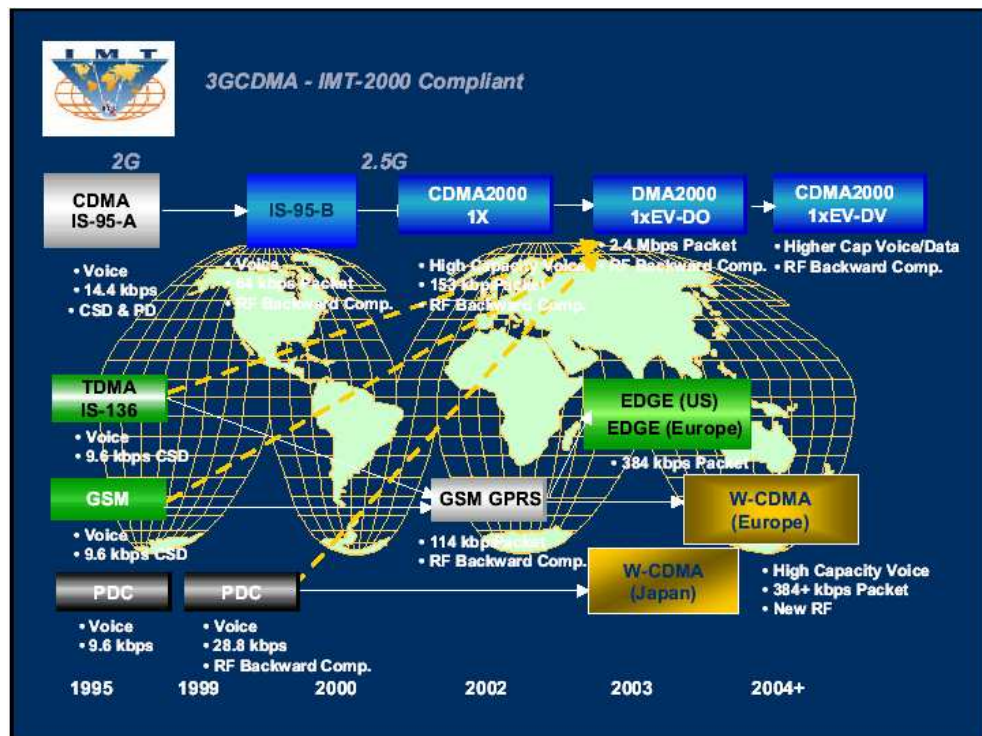 I M T
3GCDMA - IMT-2000 Compliant
2G
2.5G
CDMA
IS-95-A
IS-95-B
CDMA2000
1X
DMA2000
1xEV-DO
CDMA2000
1xEV-DV
• Voice
• 14.4 kbps
• CSD & PD
• Voice
• 64 kbps Packet
• RF Backward Comp.
• High Capacity Voice
• 153 kbp Packet
• RF Backward Comp.
• 2.4 Mbps Packet
• RF Backward Comp.
• Higher Cap Voice/Data
• RF Backward Comp.
TDMA
IS-136
• Voice
• 9.6 kbps CSD
EDGE (US)
EDGE (Europe)
• 384 kbps Packet
GSM
• Voice
• 9.6 kbps CSD
GSM GPRS
• 114 kbp Packet
• RF Backward Comp.
W-CDMA
(Europe)
W-CDMA
(Japan)
• High Capacity Voice
• 384+ kbps Packet
• New RF
PDC
• Voice
• 9.6 kbps
PDC
• Voice
• 28.8 kbps
• RF Backward Comp.
1995 1999 2000 2002 2003 2004+